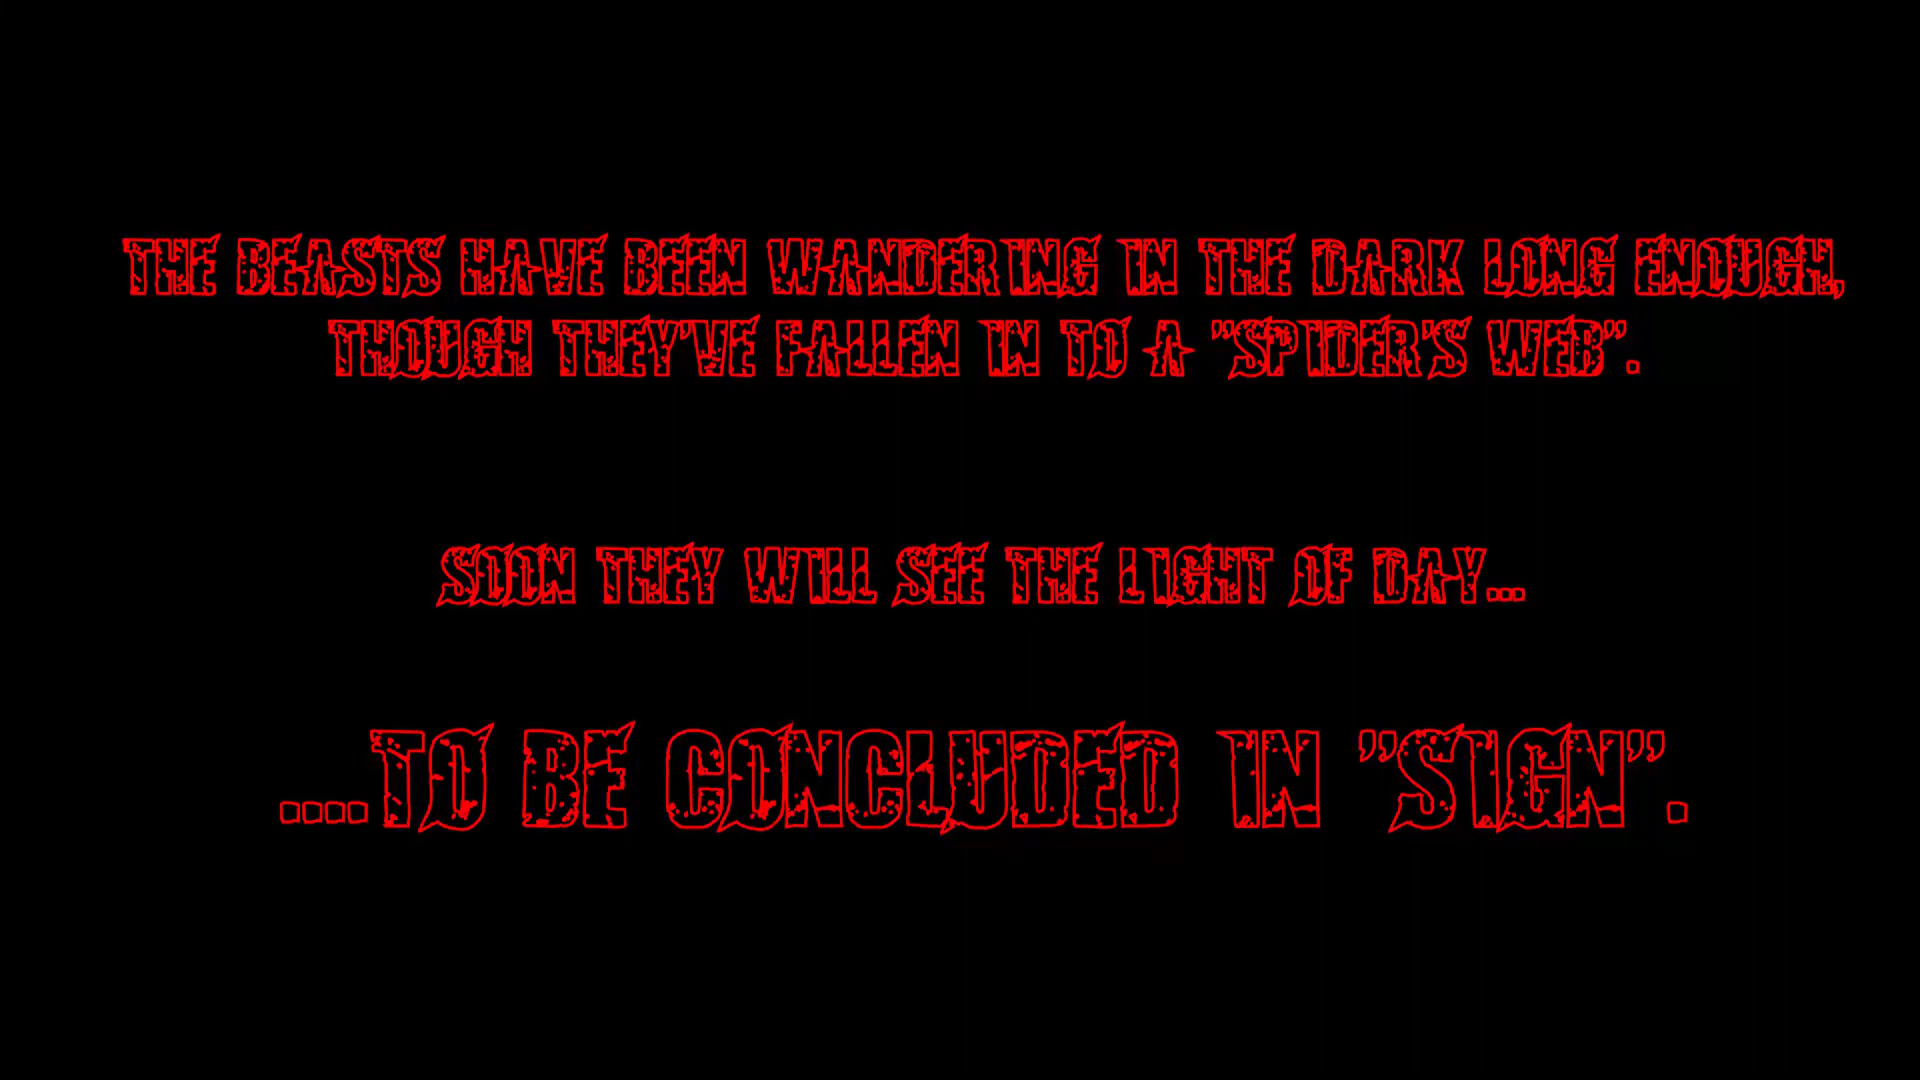 THE BEASTS HAVE BEEN WANDERING IN THE DARK LONG ENOUGH,
THOUGH THEY'VE FALLEN IN TO A "SPIDER'S WEB".
SOON THEY WILL SEE THE LIGHT OF DAY...
....TO BE CONCLUDED IN "SIGN".